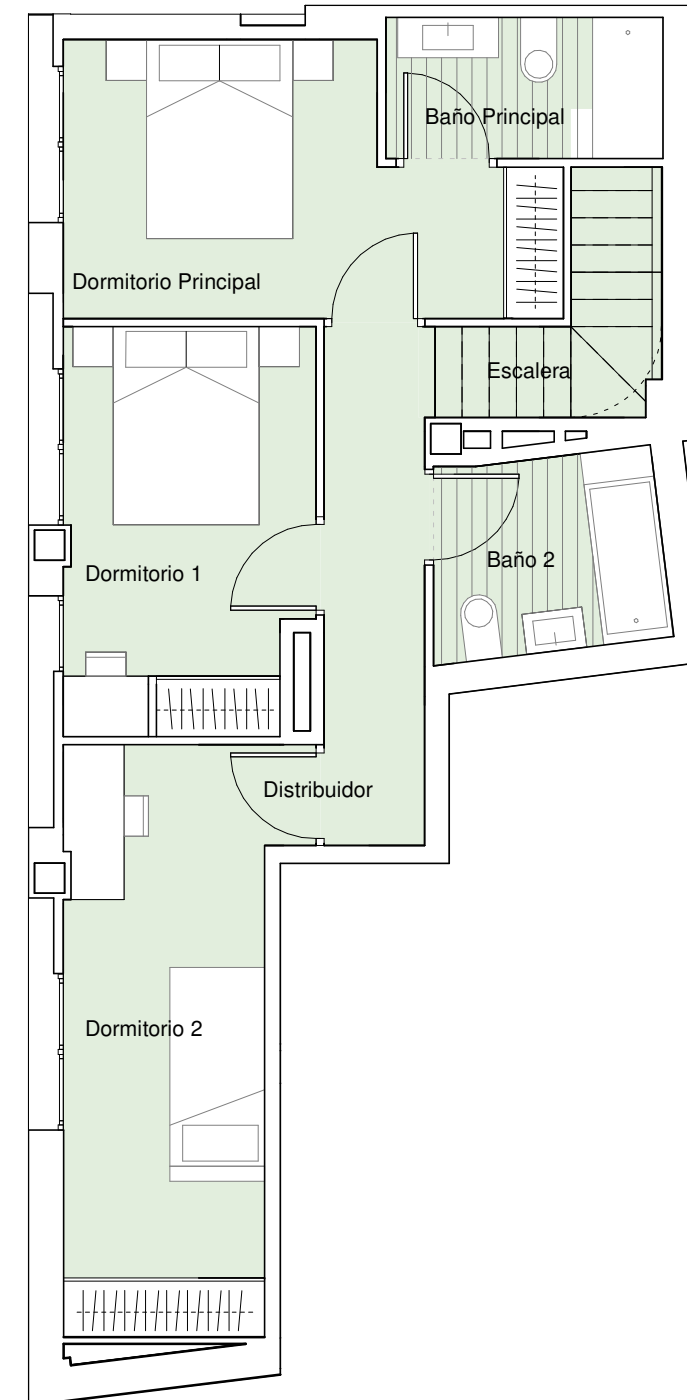 Baño Principal
Dormitorio Principal
Escalera
Baño 2
Dormitorio 1
Distribuidor
Dormitorio 2